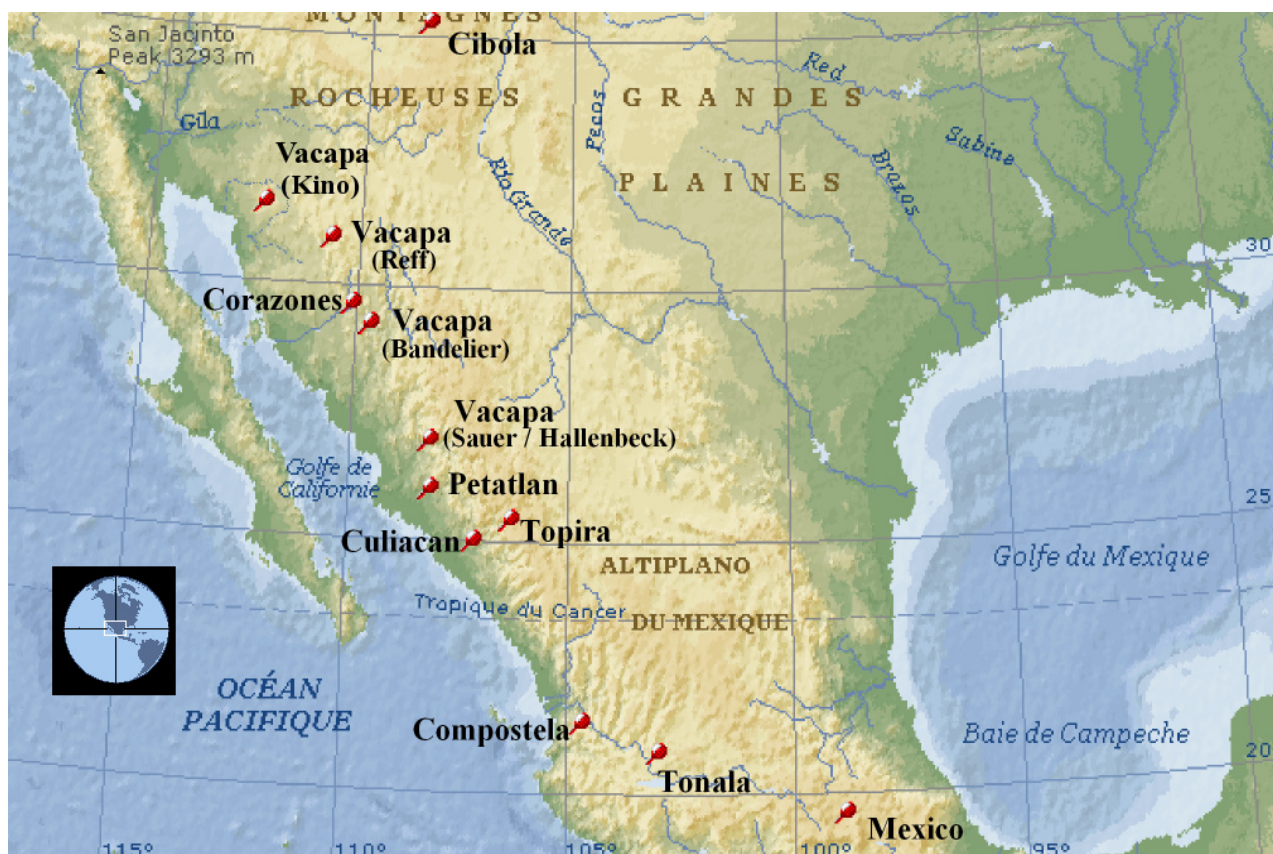 MONTAGNES
San Jacinto
Peak 3293 m
Cibola
ROCHEUSES
GRANDES
PLAINES
Red
Pecos
Gila
Sabine
Brazos
Rio Grande
Vacapa
(Kino)
Vacapa
(Reff)
30
Corazones
Vacapa
(Bandelier)
Vacapa
(Sauer / Hallenbeck)
Golfe de
Californie
Petatlan
25
Topira
Culiacan
Golfe du Mexique
ALTIPLANO
DU MEXIQUE
Tropique du Cancer
OCÉAN
PACIFIQUE
Compostela
Baie de Campeche
20
Tonala
Mexico
115°
110°
105°
100°
95°